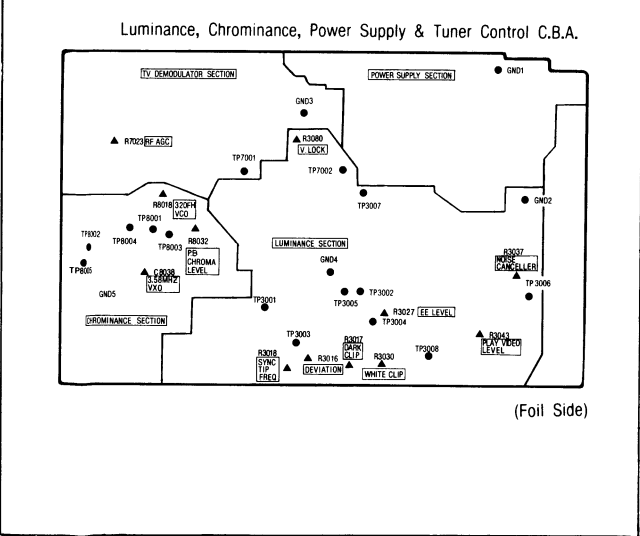 Luminance, Chrominance, Power Supply & Tuner Control C.B.A.
TV DEMODULATOR SECTION
POWER SUPPLY SECTION
GND1
GND3
R7023 RF AGC
R3080
V. LOCK
TP7001
TP7002
TP3007
GND2
R8018
320FH
VCO
TP8001
TP8002
TP8004
TP8003
R8032
P.B
CHROMA
LEVEL
TP8005
C8038
3.58MHZ
VXO
GND5
CHROMINANCE SECTION
LUMINANCE SECTION
GND4
R3037
NOISE
CANCELLER
TP3006
TP3001
TP3005
TP3002
R3027 EE LEVEL
TP3004
TP3003
R3018
SYNC
TIP
FREQ
R3016
DEVIATION
R3017
DARK
CLIP
R3030
WHITE CLIP
TP3008
R3043
PLAY VIDEO
LEVEL
(Foil Side)